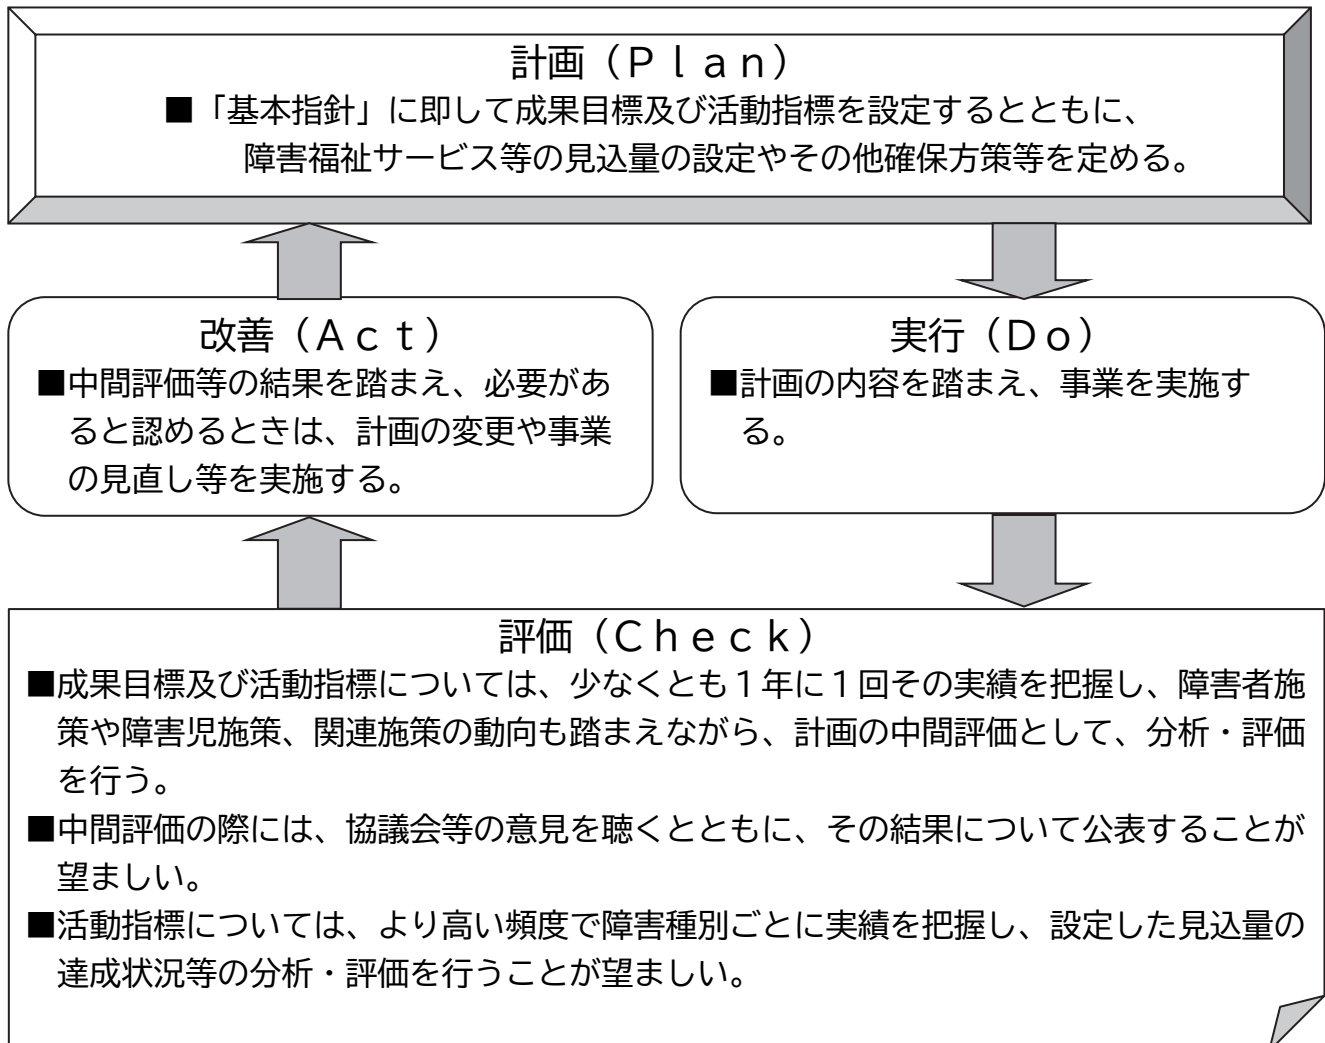 計画（Ｐｌａｎ）
■「基本指針」に即して成果目標及び活動指標を設定するとともに、
障害福祉サービス等の見込量の設定やその他確保方策等を定める。
改善（Ａｃｔ）
■中間評価等の結果を踏まえ、必要があ
ると認めるときは、計画の変更や事業
の見直し等を実施する。
実行（Ｄｏ）
■計画の内容を踏まえ、事業を実施す
る。
評価（Ｃｈｅｃｋ）
■成果目標及び活動指標については、少なくとも１年に１回その実績を把握し、障害者施
策や障害児施策、関連施策の動向も踏まえながら、計画の中間評価として、分析・評価
を行う。
■中間評価の際には、協議会等の意見を聴くとともに、その結果について公表することが
望ましい。
■活動指標については、より高い頻度で障害種別ごとに実績を把握し、設定した見込量の
達成状況等の分析・評価を行うことが望ましい。